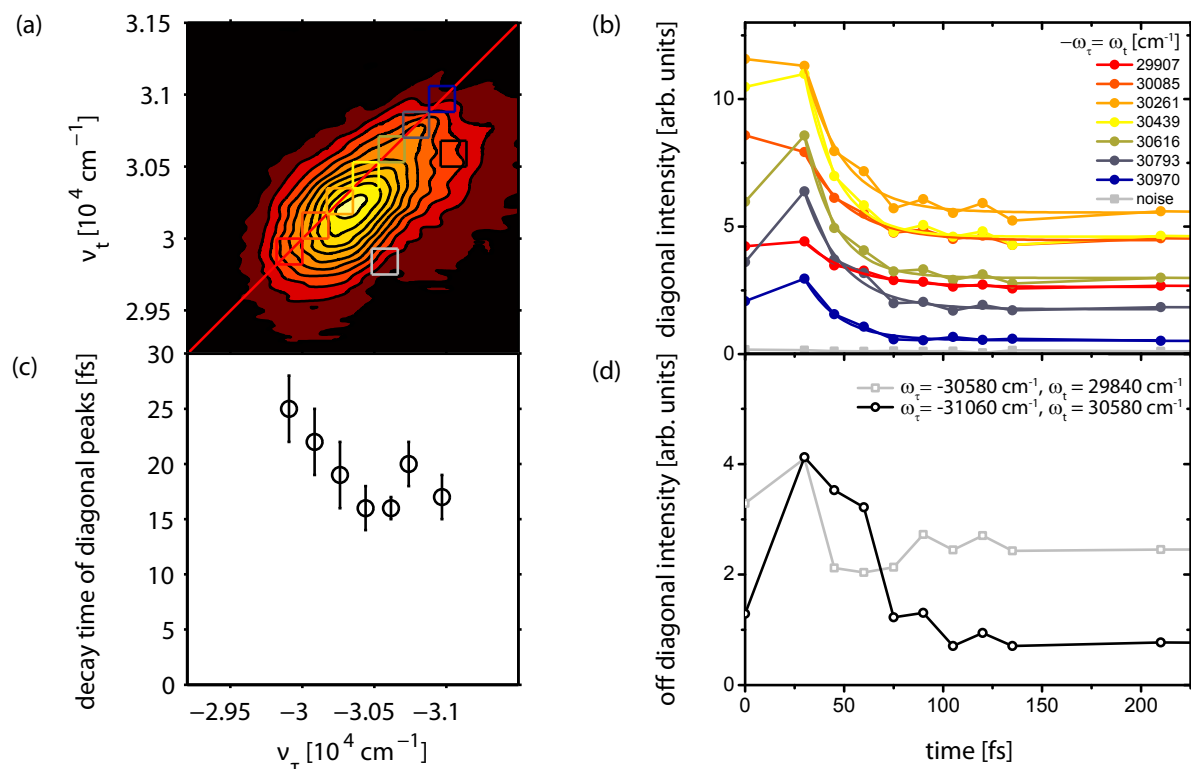 (a)
3.15
3.1
3.05
3
2.95
ν_t [10^4 cm^−1]
(b)
diagonal intensity [arb. units]
10
5
0
−ω_τ= ω_t [cm^-1]
29907
30085
30261
30439
30616
30793
30970
noise
(c)
decay time of diagonal peaks [fs]
30
25
20
15
10
5
0
−2.95
−3
−3.05
−3.1
ν_τ [10^4 cm^−1]
(d)
off diagonal intensity [arb. units]
4
2
0
ω_τ= -30580 cm^-1, ω_t = 29840 cm^-1
ω_τ= -31060 cm^-1, ω_t = 30580 cm^-1
0
50
100
150
200
time [fs]